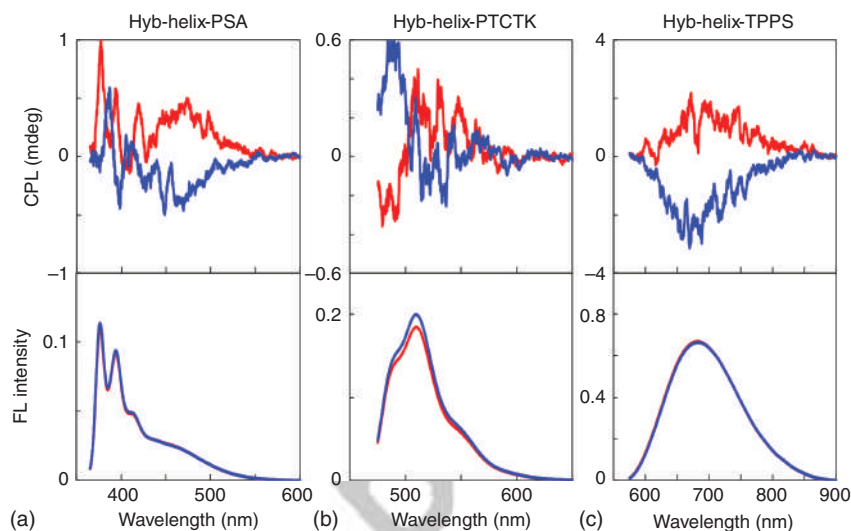 Hyb-helix-PSA
Hyb-helix-PTCTK
Hyb-helix-TPPS
CPL (mdeg)
1
0
−1
0.6
0
−0.6
4
0
−4
FL intensity
0.1
0
0.2
0
0.8
0.4
0
400 500 600
500 600
600 700 800 900
(a) Wavelength (nm)
(b) Wavelength (nm)
(c) Wavelength (nm)